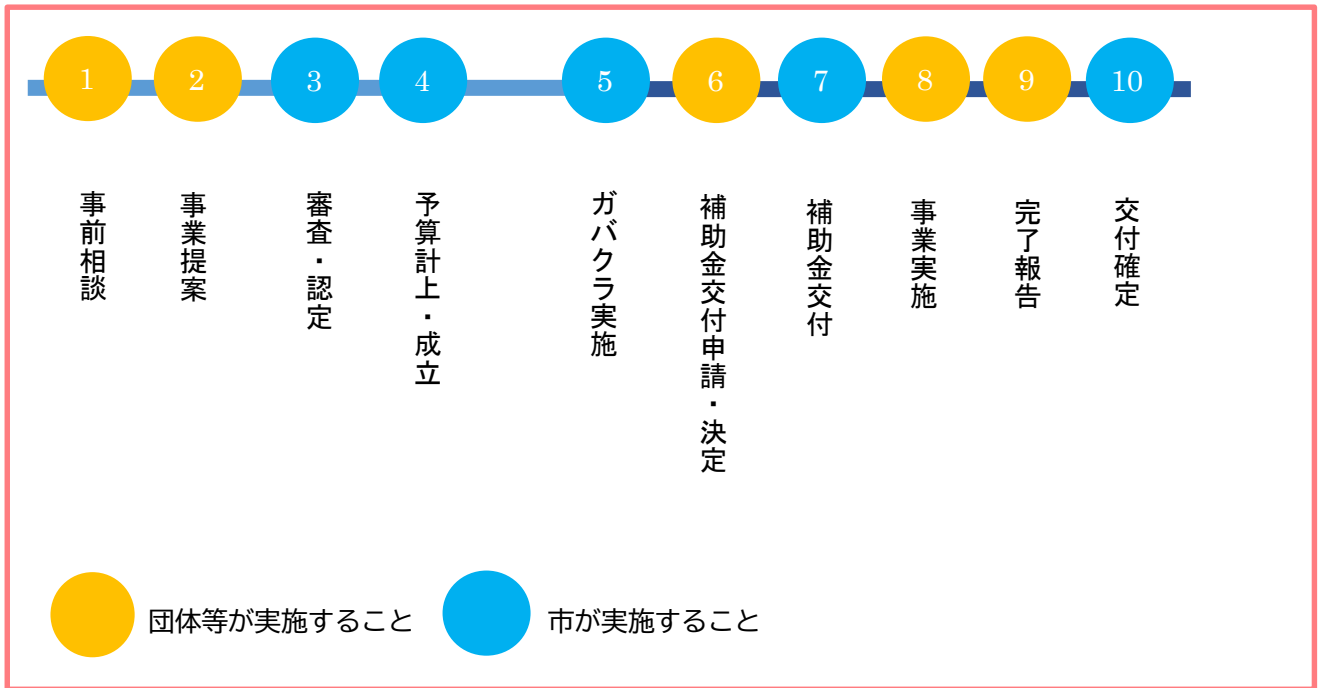 1
2
3
4
5
6
7
8
9
10
事前相談
事業提案
審査・認定
予算計上・成立
ガバクラ実施
補助金交付申請・決定
補助金交付
事業実施
完了報告
交付確定
団体等が実施すること
市が実施すること